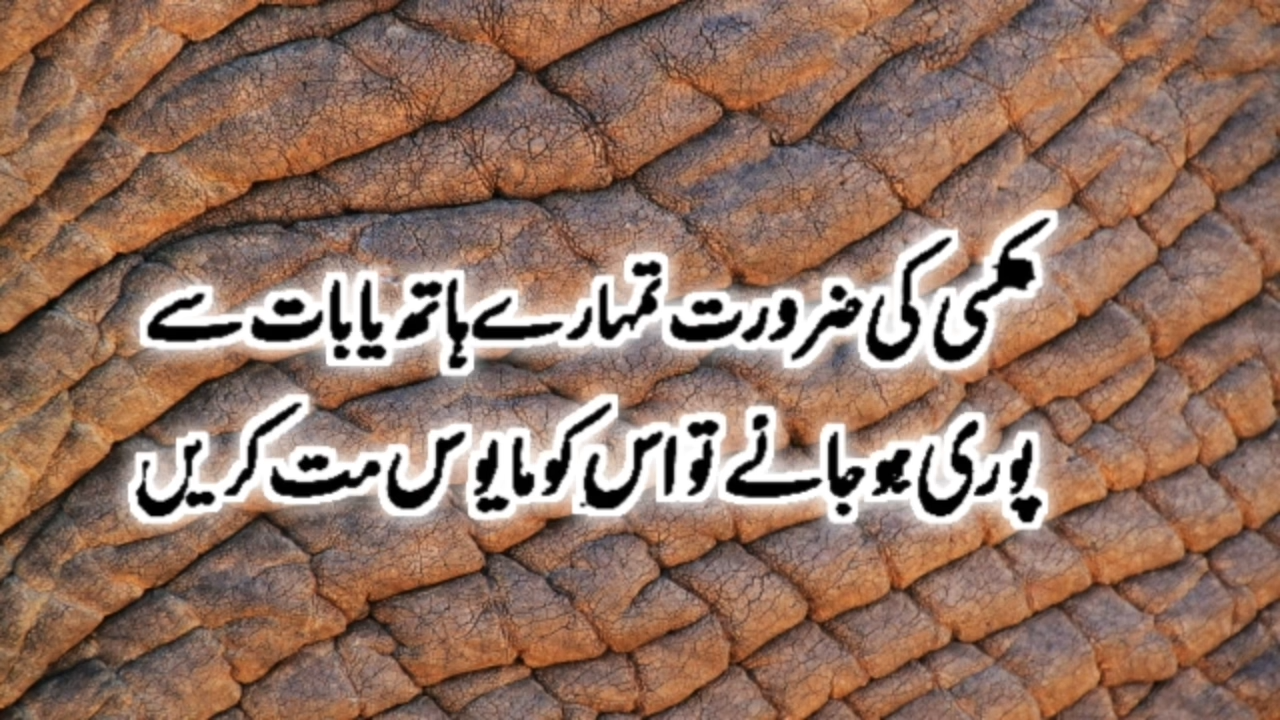 کسی کی ضرورت تمہارے ہاتھ یا بات سے
پوری ہو جائے تو اس کو مایوس مت کریں